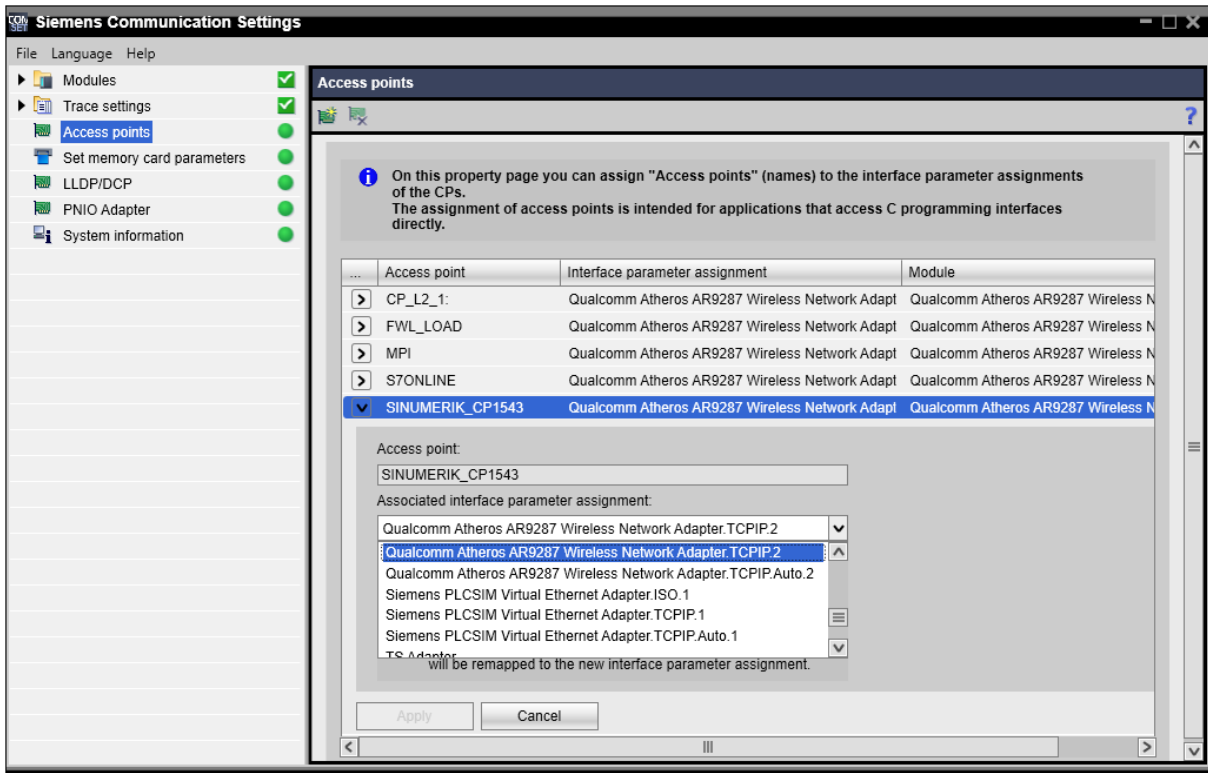 CON
SET
Siemens Communication Settings
File Language Help
Modules
Trace settings
Access points
Set memory card parameters
LLDP/DCP
PNIO Adapter
System information
Access points
?
On this property page you can assign "Access points" (names) to the interface parameter assignments
of the CPs.
The assignment of access points is intended for applications that access C programming interfaces
directly.
... Access point Interface parameter assignment Module
CP_L2_1: Qualcomm Atheros AR9287 Wireless Network Adapt Qualcomm Atheros AR9287 Wireless N
FWL_LOAD Qualcomm Atheros AR9287 Wireless Network Adapt Qualcomm Atheros AR9287 Wireless N
MPI Qualcomm Atheros AR9287 Wireless Network Adapt Qualcomm Atheros AR9287 Wireless N
S7ONLINE Qualcomm Atheros AR9287 Wireless Network Adapt Qualcomm Atheros AR9287 Wireless N
SINUMERIK_CP1543 Qualcomm Atheros AR9287 Wireless Network Adapt Qualcomm Atheros AR9287 Wireless N
Access point:
SINUMERIK_CP1543
Associated interface parameter assignment:
Qualcomm Atheros AR9287 Wireless Network Adapter.TCPIP.2
Qualcomm Atheros AR9287 Wireless Network Adapter.TCPIP.2
Qualcomm Atheros AR9287 Wireless Network Adapter.TCPIP.Auto.2
Siemens PLCSIM Virtual Ethernet Adapter.ISO.1
Siemens PLCSIM Virtual Ethernet Adapter.TCPIP.1
Siemens PLCSIM Virtual Ethernet Adapter.TCPIP.Auto.1
TS Adapter
will be remapped to the new interface parameter assignment.
Apply Cancel